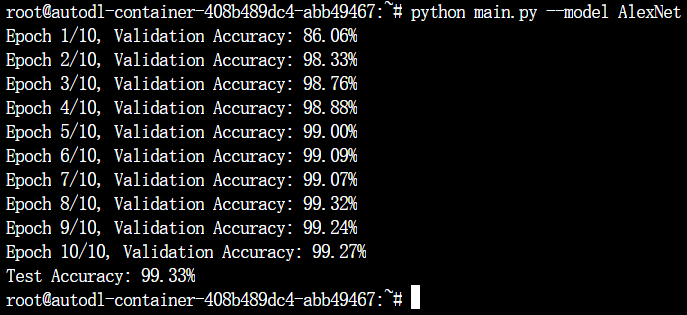 root@autodl-container-408b489dc4-abb49467:~# python main.py --model AlexNet
Epoch 1/10, Validation Accuracy: 86.06%
Epoch 2/10, Validation Accuracy: 98.33%
Epoch 3/10, Validation Accuracy: 98.76%
Epoch 4/10, Validation Accuracy: 98.88%
Epoch 5/10, Validation Accuracy: 99.00%
Epoch 6/10, Validation Accuracy: 99.09%
Epoch 7/10, Validation Accuracy: 99.07%
Epoch 8/10, Validation Accuracy: 99.32%
Epoch 9/10, Validation Accuracy: 99.24%
Epoch 10/10, Validation Accuracy: 99.27%
Test Accuracy: 99.33%
root@autodl-container-408b489dc4-abb49467:~#